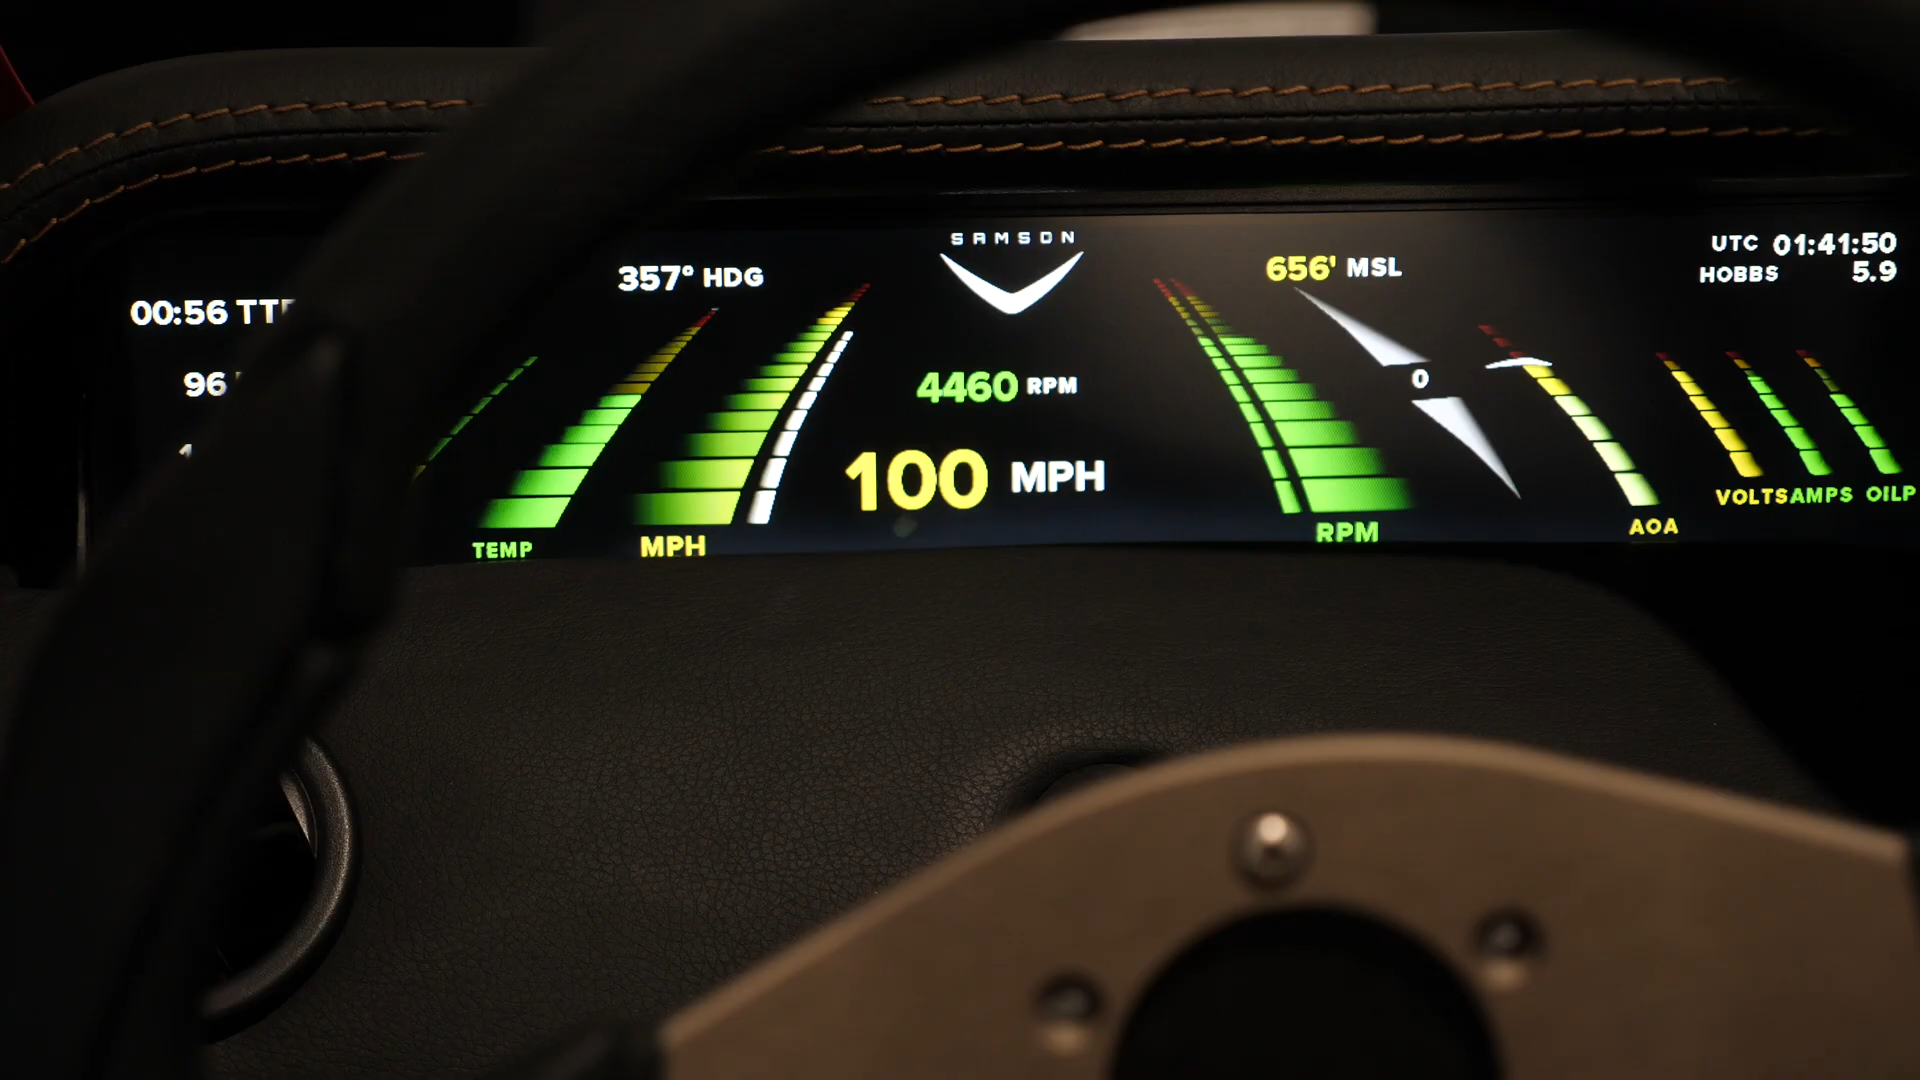 SAMSON
UTC 01:41:50
HOBBS 5.9
357° HDG
656' MSL
00:56
96
4460 RPM
0
100 MPH
VOLTS AMPS OILP
TEMP MPH RPM AOA